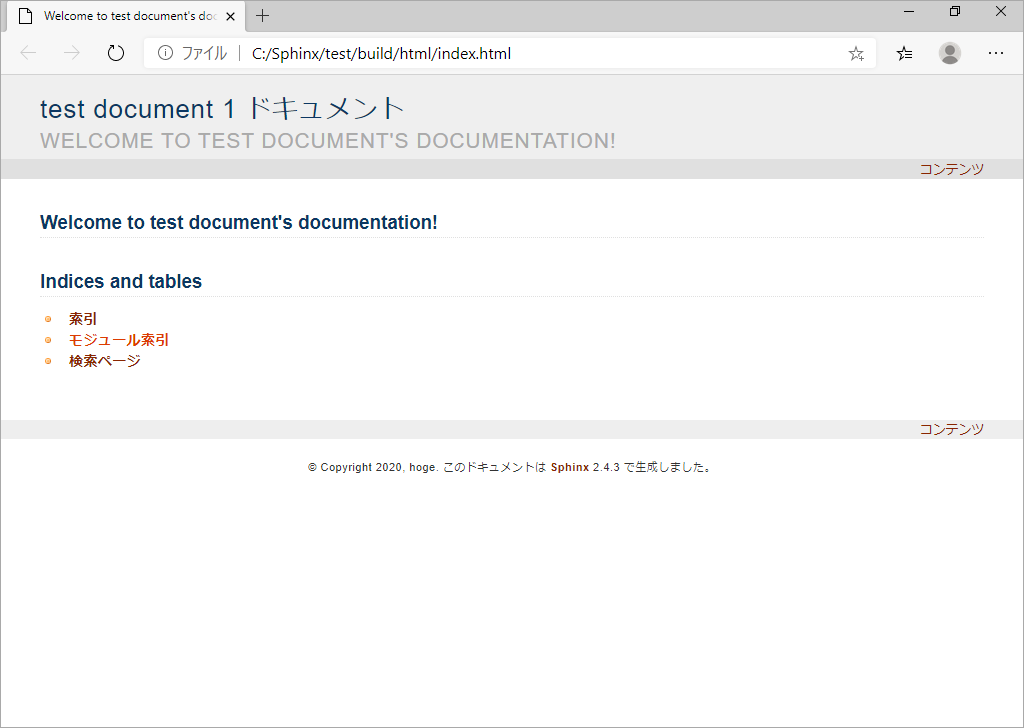 Welcome to test document's doc
ファイル C:/Sphinx/test/build/html/index.html
test document 1 ドキュメント
WELCOME TO TEST DOCUMENT'S DOCUMENTATION!
コンテンツ
Welcome to test document's documentation!
Indices and tables
索引
モジュール索引
検索ページ
コンテンツ
© Copyright 2020, hoge. このドキュメントは Sphinx 2.4.3 で生成しました。